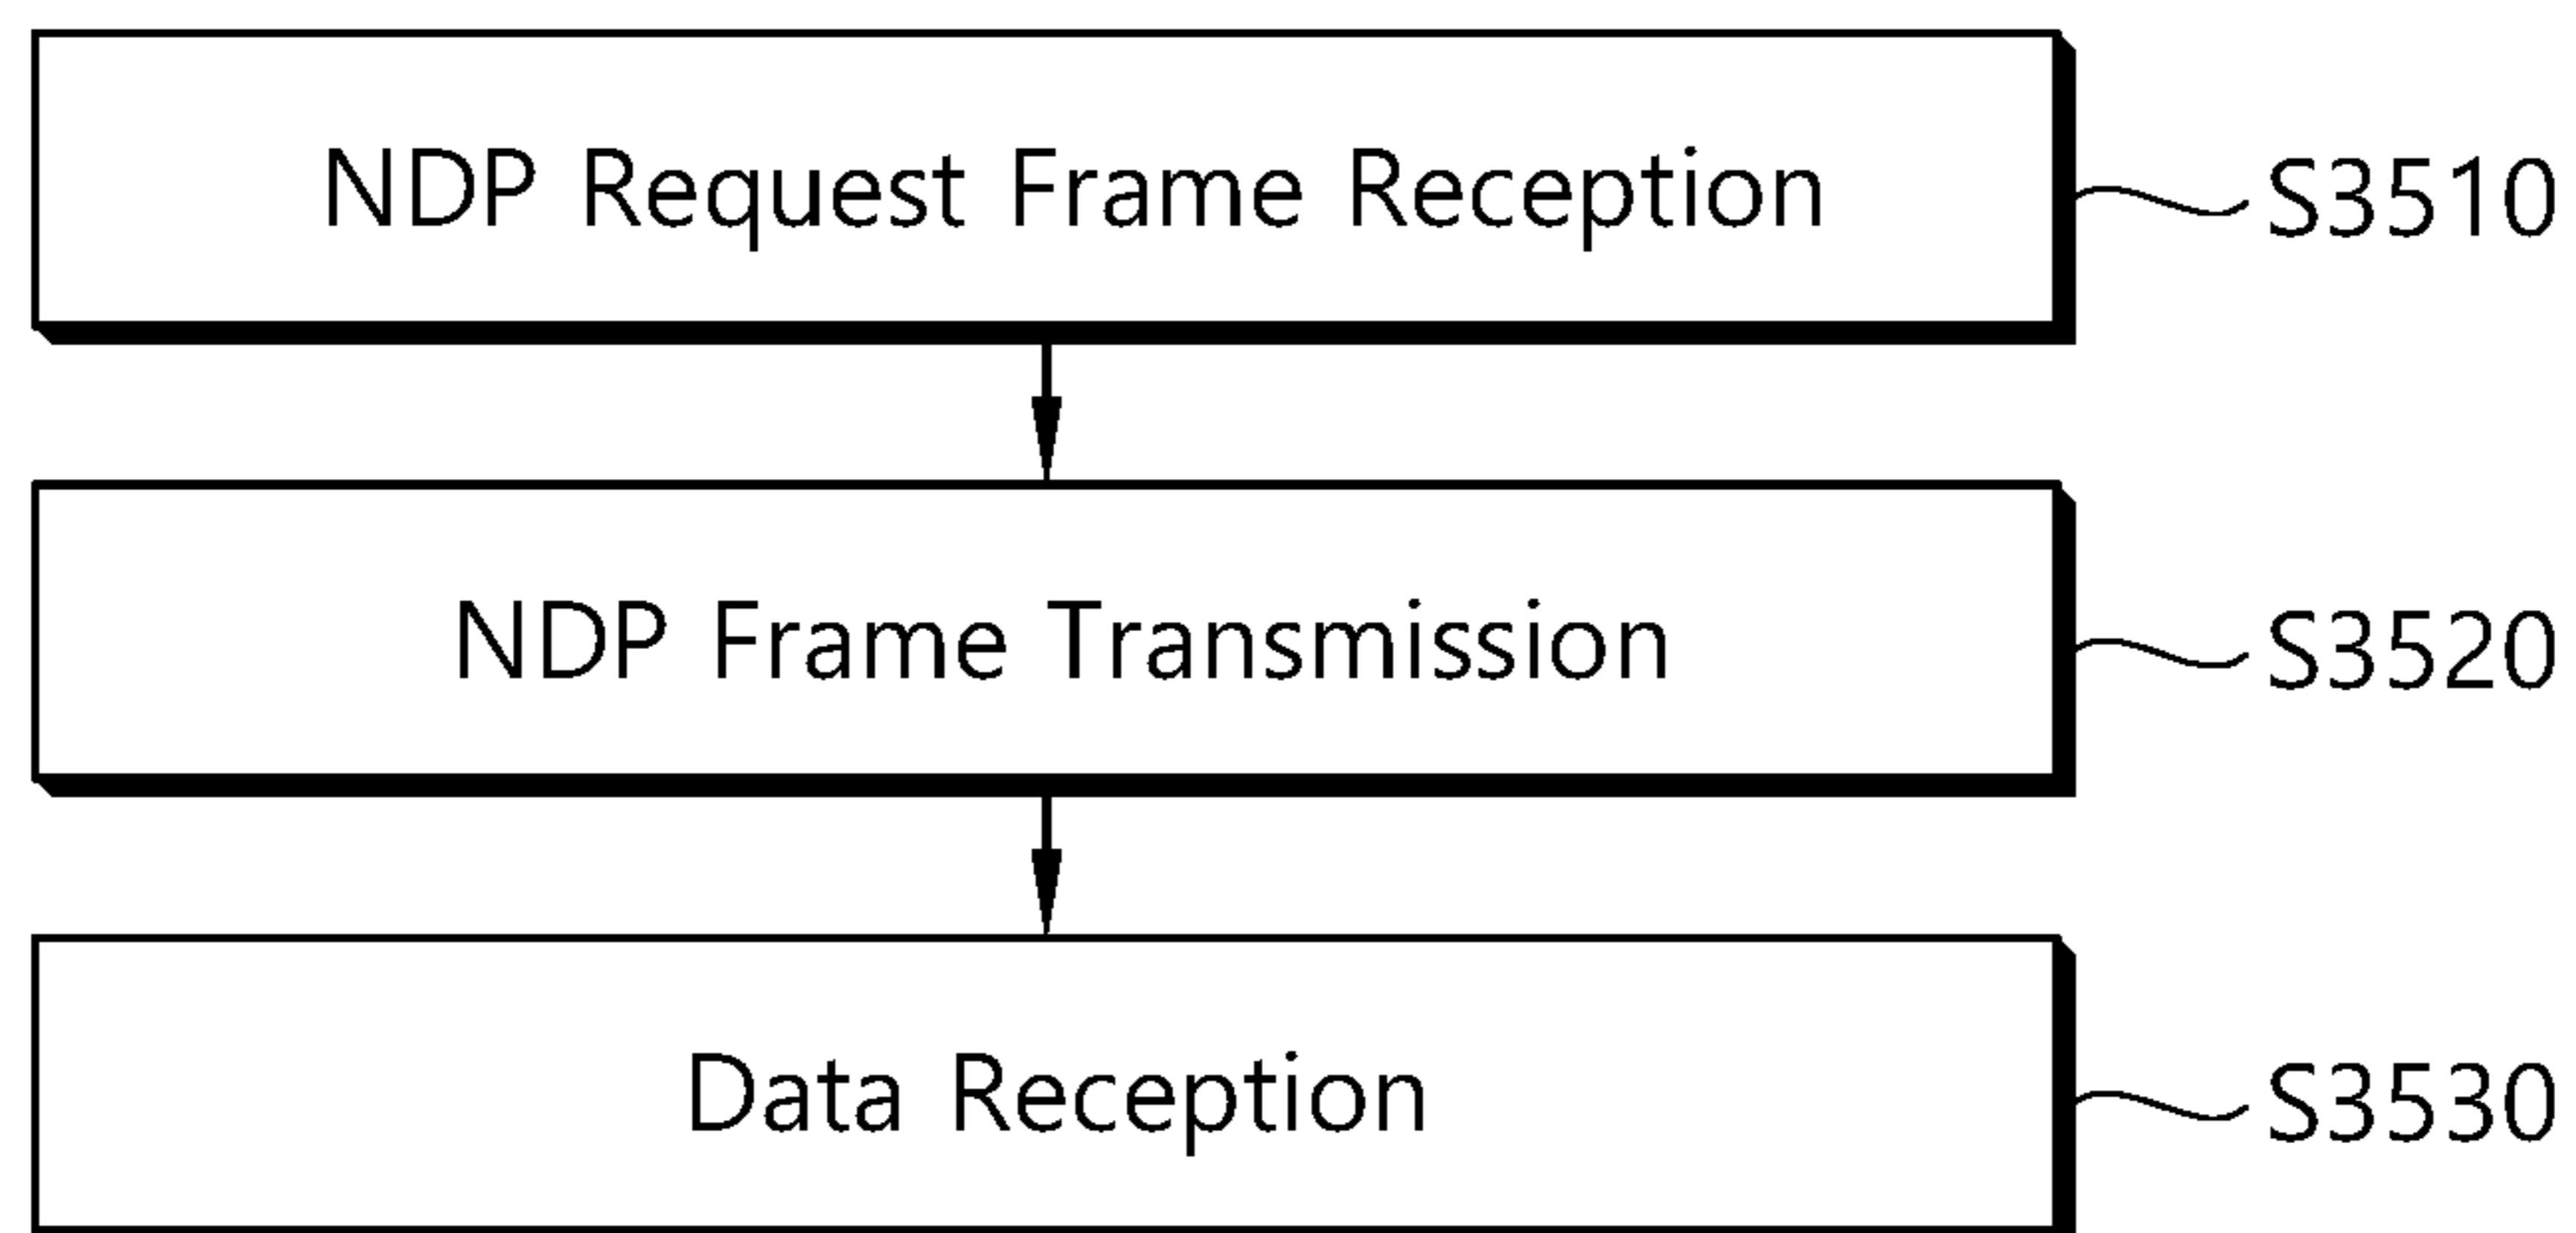 NDP Request Frame Reception
S3510
NDP Frame Transmission
S3520
Data Reception
S3530